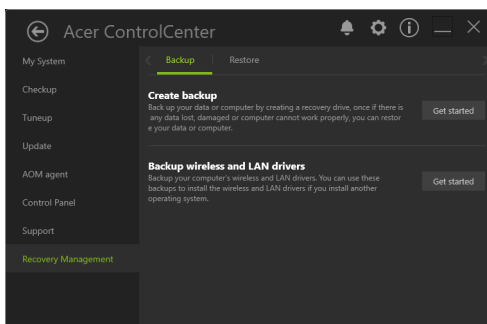 Acer ControlCenter
My System
Checkup
Tuneup
Update
AOM agent
Control Panel
Support
Recovery Management
Backup
Restore
Create backup
Back up your data or computer by creating a recovery drive, once if there is
any data lost, damaged or computer cannot work properly, you can restor
e your data or computer.
Get started
Backup wireless and LAN drivers
Backup your computer's wireless and LAN drivers. You can use these
backups to install the wireless and LAN drivers if you install another
operating system.
Get started